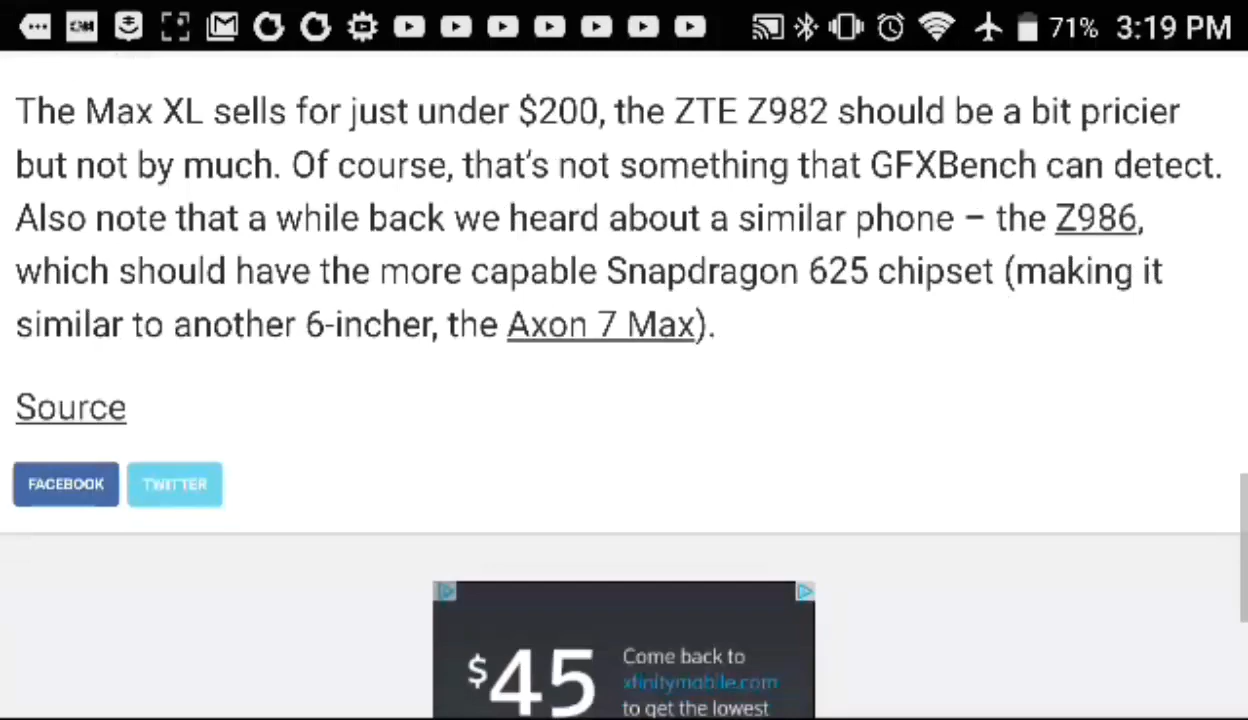 71% 3:19 PM
The Max XL sells for just under $200, the ZTE Z982 should be a bit pricier
but not by much. Of course, that's not something that GFXBench can detect.
Also note that a while back we heard about a similar phone – the Z986,
which should have the more capable Snapdragon 625 chipset (making it
similar to another 6-incher, the Axon 7 Max).
Source
FACEBOOK TWITTER
$45
Come back to
xfinitymobile.com
to get the lowest